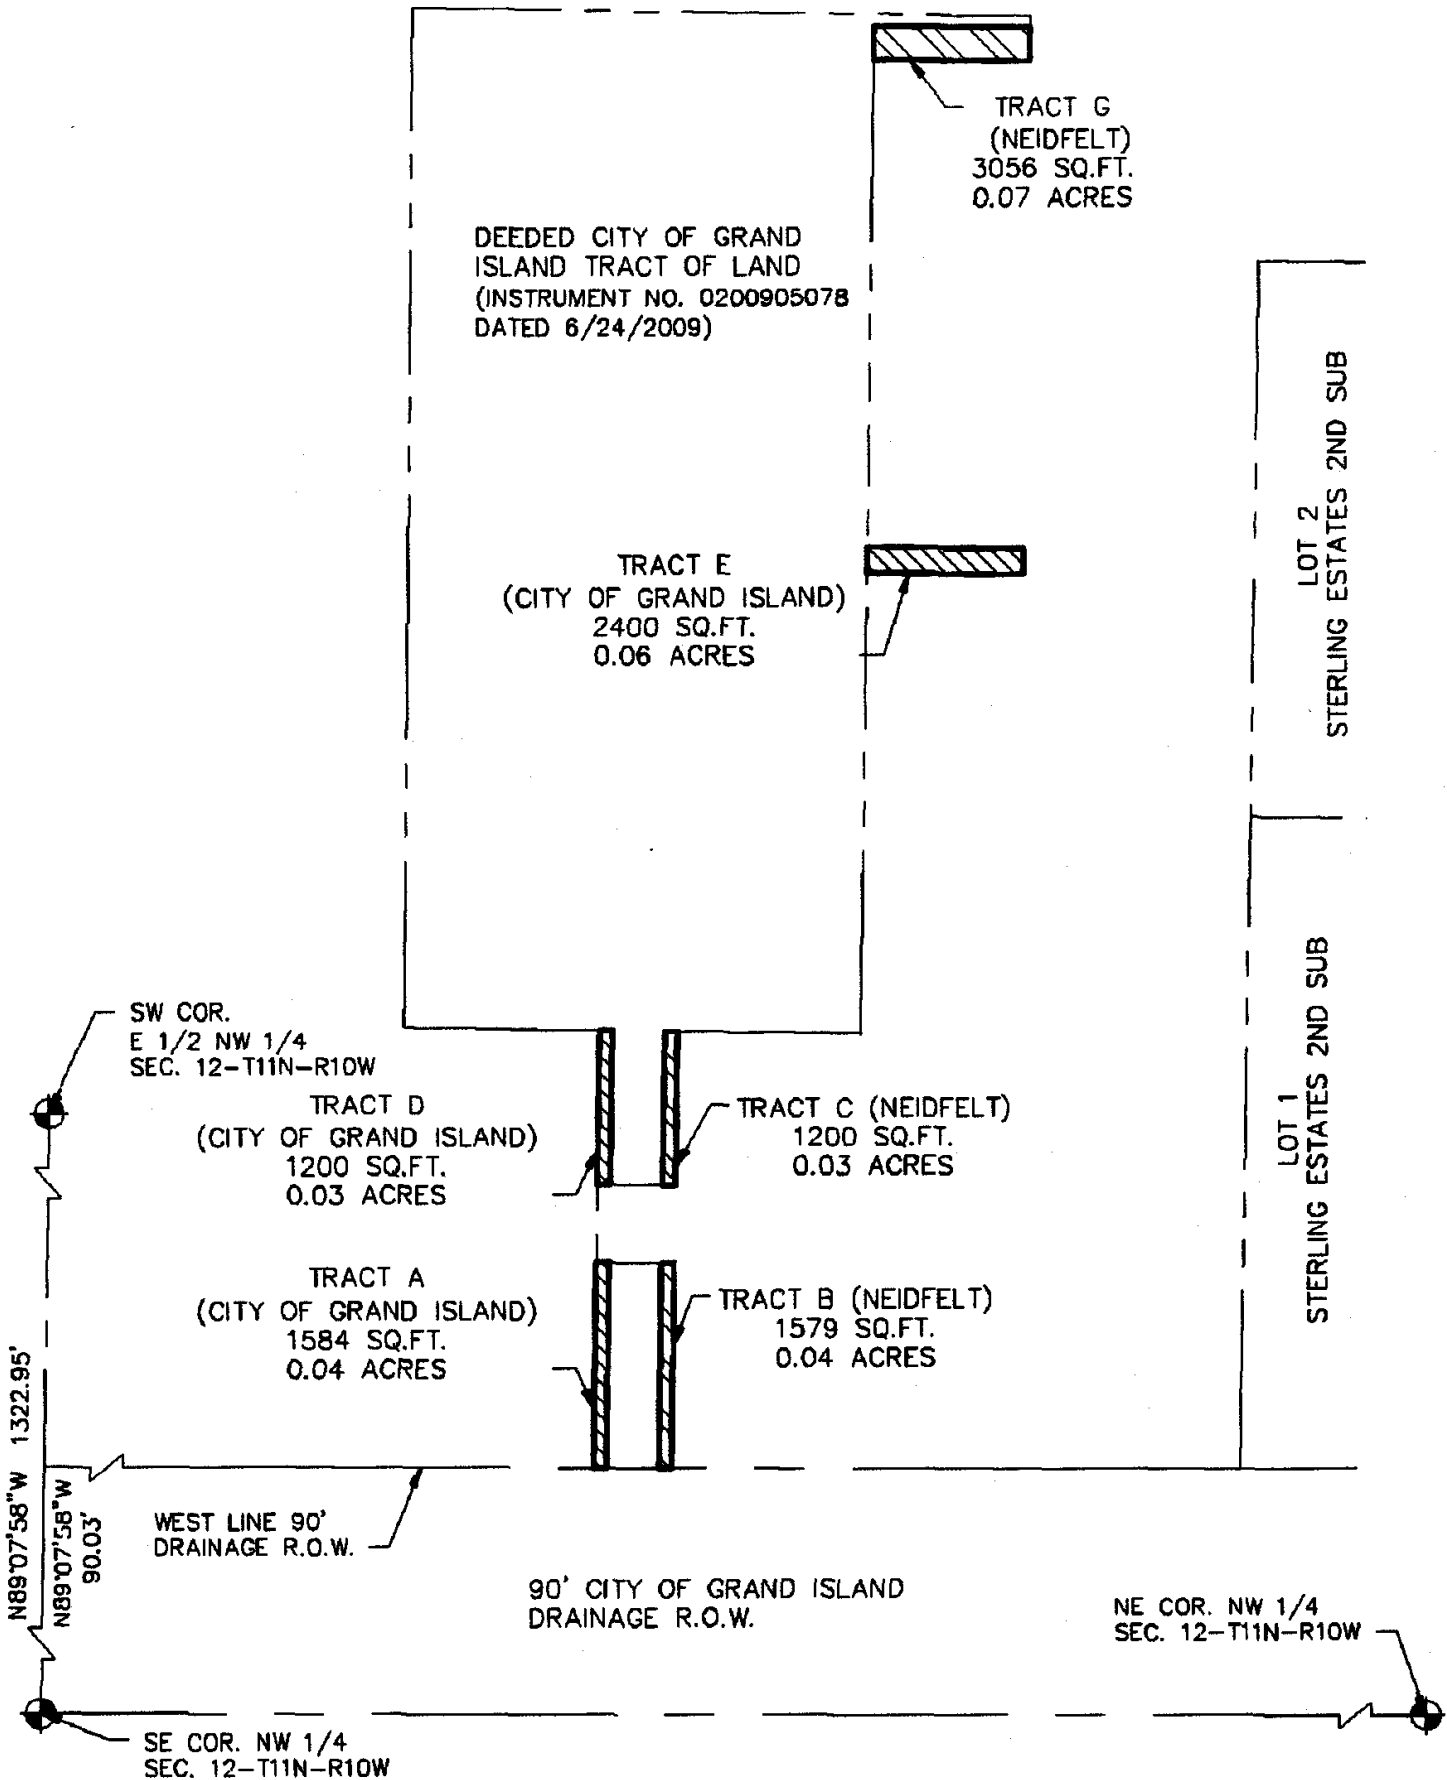 TRACT G
(NEIDFELT)
3056 SQ.FT.
0.07 ACRES
DEEDED CITY OF GRAND
ISLAND TRACT OF LAND
(INSTRUMENT NO. 0200905078
DATED 6/24/2009)
LOT 2
STERLING ESTATES 2ND SUB
TRACT E
(CITY OF GRAND ISLAND)
2400 SQ.FT.
0.06 ACRES
SW COR.
E 1/2 NW 1/4
SEC. 12-T11N-R10W
TRACT D
(CITY OF GRAND ISLAND)
1200 SQ.FT.
0.03 ACRES
TRACT C (NEIDFELT)
1200 SQ.FT.
0.03 ACRES
LOT 1
STERLING ESTATES 2ND SUB
TRACT A
(CITY OF GRAND ISLAND)
1584 SQ.FT.
0.04 ACRES
TRACT B (NEIDFELT)
1579 SQ.FT.
0.04 ACRES
N89°07'58"W 1322.95'
N89°07'58"W
90.03'
WEST LINE 90'
DRAINAGE R.O.W.
90' CITY OF GRAND ISLAND
DRAINAGE R.O.W.
NE COR. NW 1/4
SEC. 12-T11N-R10W
SE COR. NW 1/4
SEC. 12-T11N-R10W